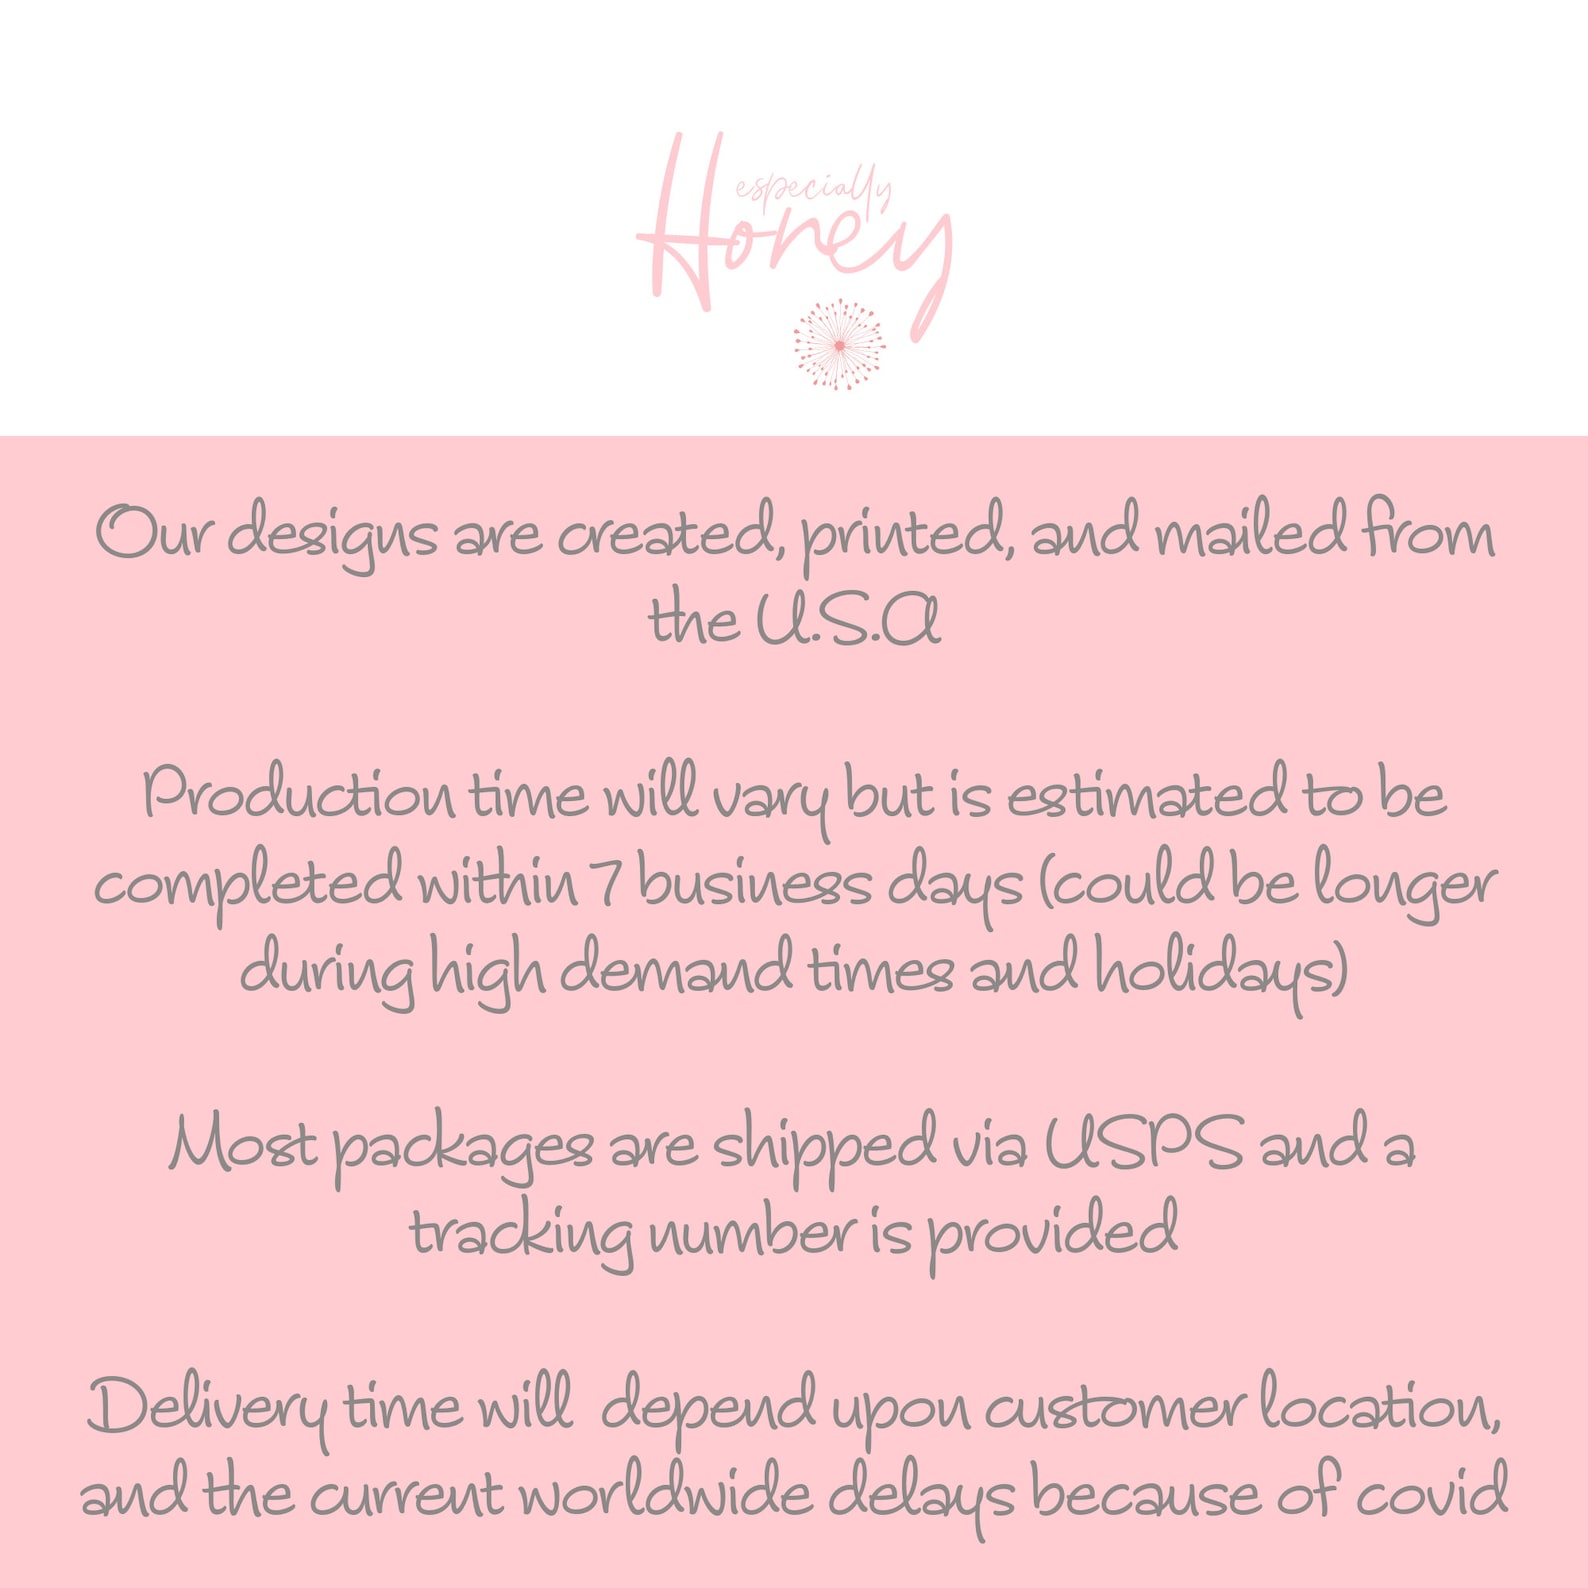 especially
Honey
Our designs are created, printed, and mailed from
the U.S.A
Production time will vary but is estimated to be
completed within 7 business days (could be longer
during high demand times and holidays)
Most packages are shipped via USPS and a
tracking number is provided
Delivery time will depend upon customer location,
and the current worldwide delays because of covid